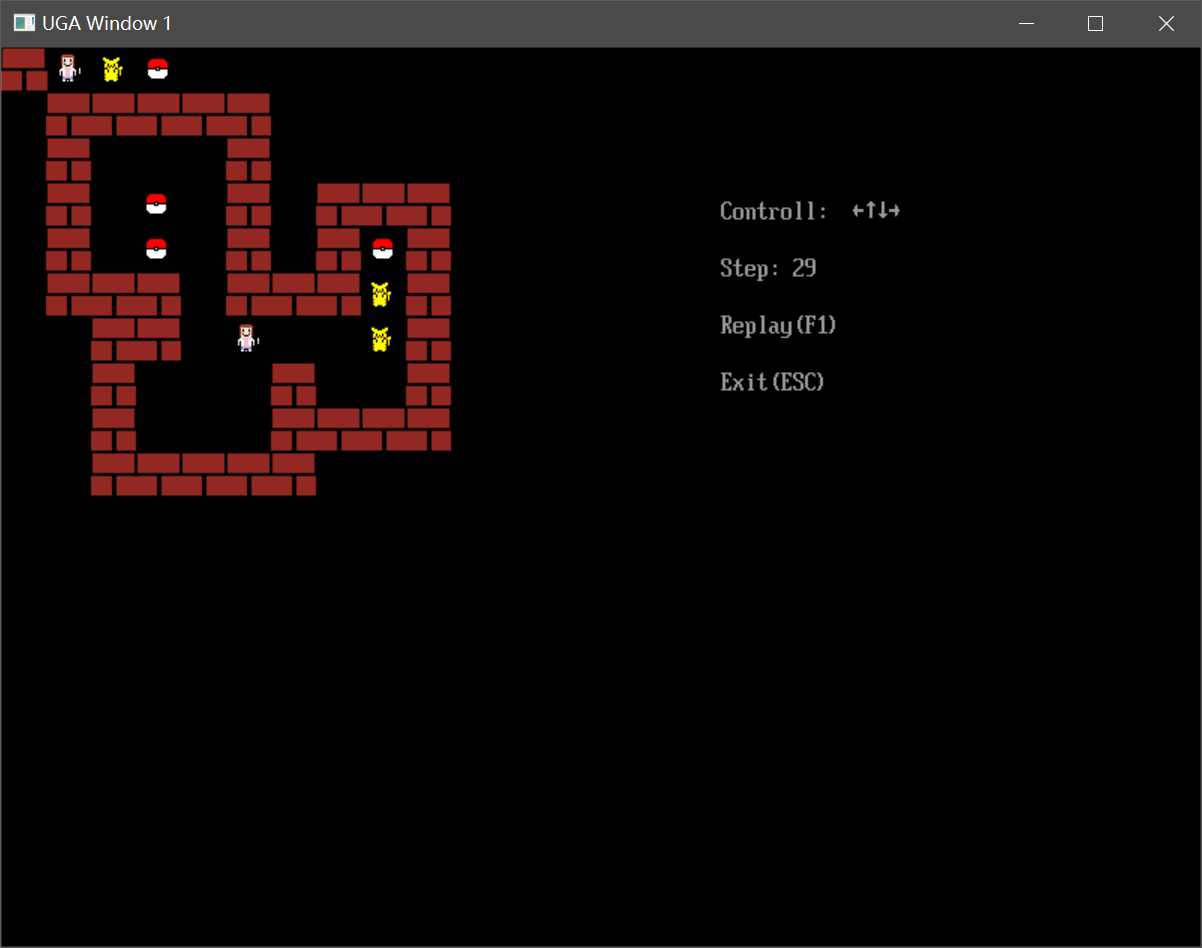 UGA Window 1
Controll: ←↑↓→
Step: 29
Replay(F1)
Exit(ESC)